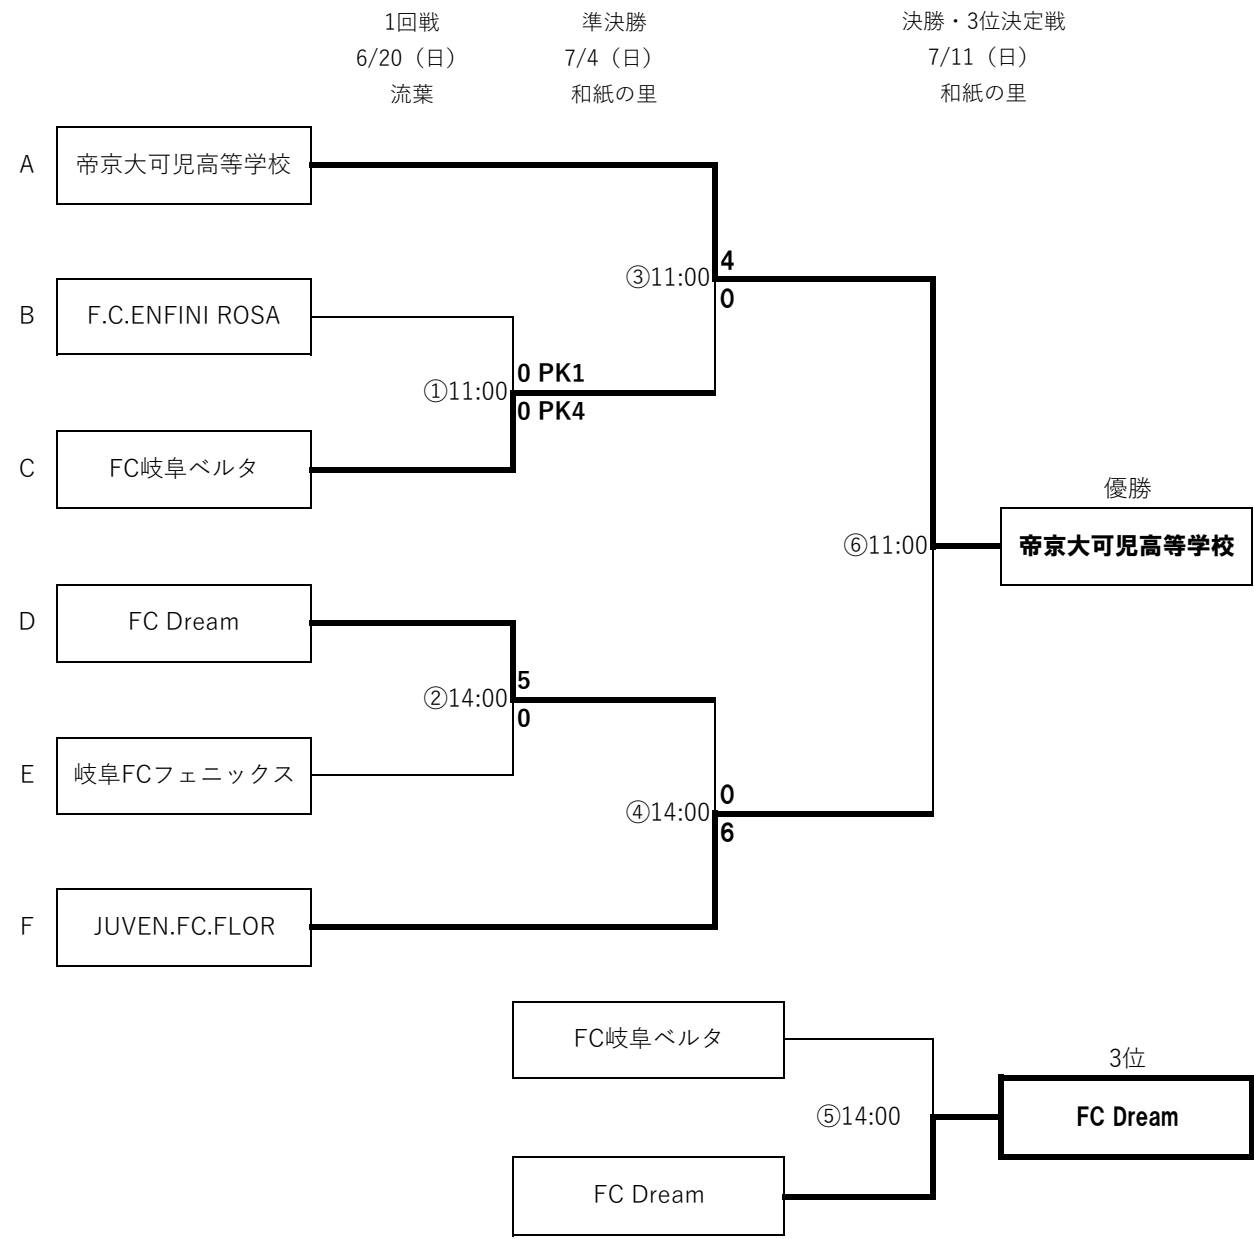 1回戦 準決勝 決勝・3位決定戦
6/20（日） 7/4（日） 7/11（日）
流葉 和紙の里 和紙の里
A 帝京大可児高等学校
③11:00 4
0
B F.C.ENFINI ROSA
①11:00 0 PK1
0 PK4
C FC岐阜ベルタ
優勝
⑥11:00 帝京大可児高等学校
D FC Dream
②14:00 5
0
E 岐阜FCフェニックス
④14:00 0
6
F JUVEN.FC.FLOR
FC岐阜ベルタ
3位
⑤14:00 FC Dream
FC Dream